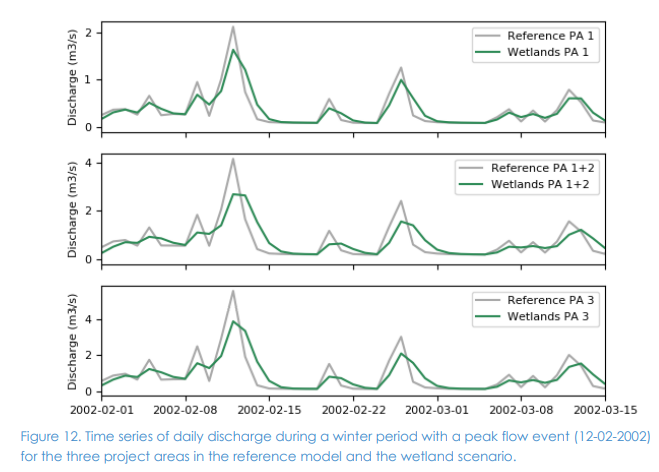 2
1
0
Discharge (m3/s)
Reference PA 1
Wetlands PA 1
4
2
0
Discharge (m3/s)
Reference PA 1+2
Wetlands PA 1+2
4
2
0
Discharge (m3/s)
Reference PA 3
Wetlands PA 3
2002-02-01 2002-02-08 2002-02-15 2002-02-22 2002-03-01 2002-03-08 2002-03-15
Figure 12. Time series of daily discharge during a winter period with a peak flow event (12-02-2002)
for the three project areas in the reference model and the wetland scenario.